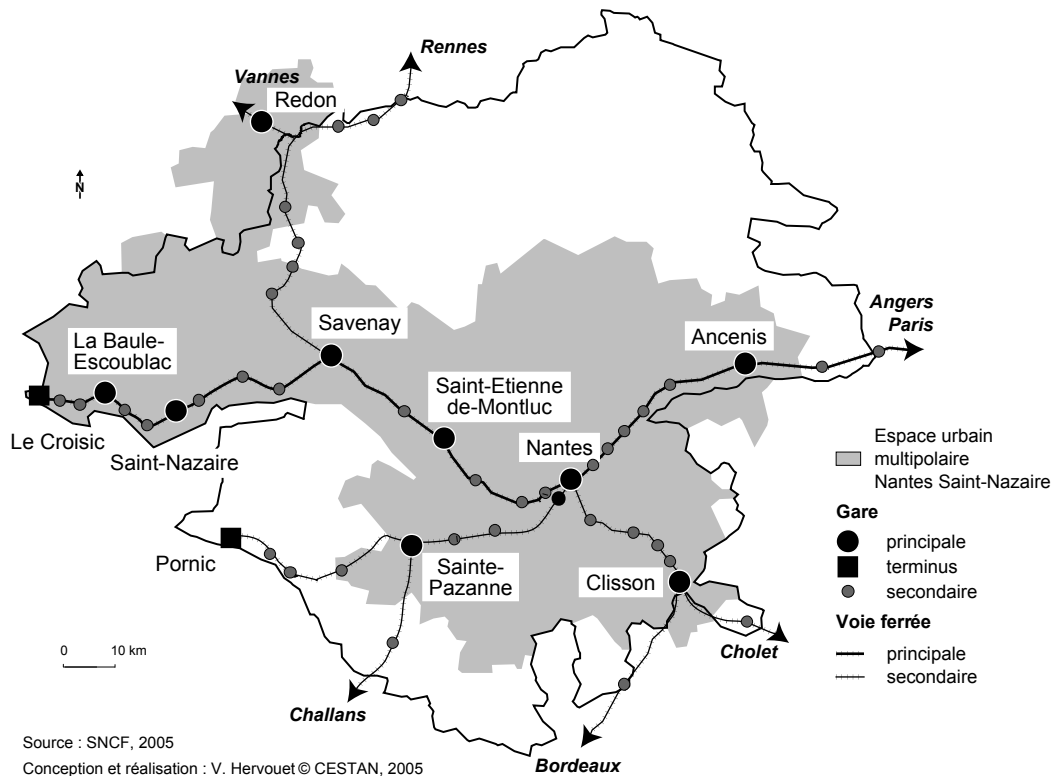 Rennes
Vannes
Redon
N
Angers
Paris
Savenay
Ancenis
La Baule-
Escoublac
Saint-Etienne
de-Montluc
Le Croisic
Nantes
Saint-Nazaire
Espace urbain
multipolaire
Nantes Saint-Nazaire
Gare
principale
terminus
secondaire
Voie ferrée
principale
secondaire
Pornic
Sainte-
Pazanne
Clisson
0 10 km
Cholet
Challans
Bordeaux
Source : SNCF, 2005
Conception et réalisation : V. Hervouet © CESTAN, 2005